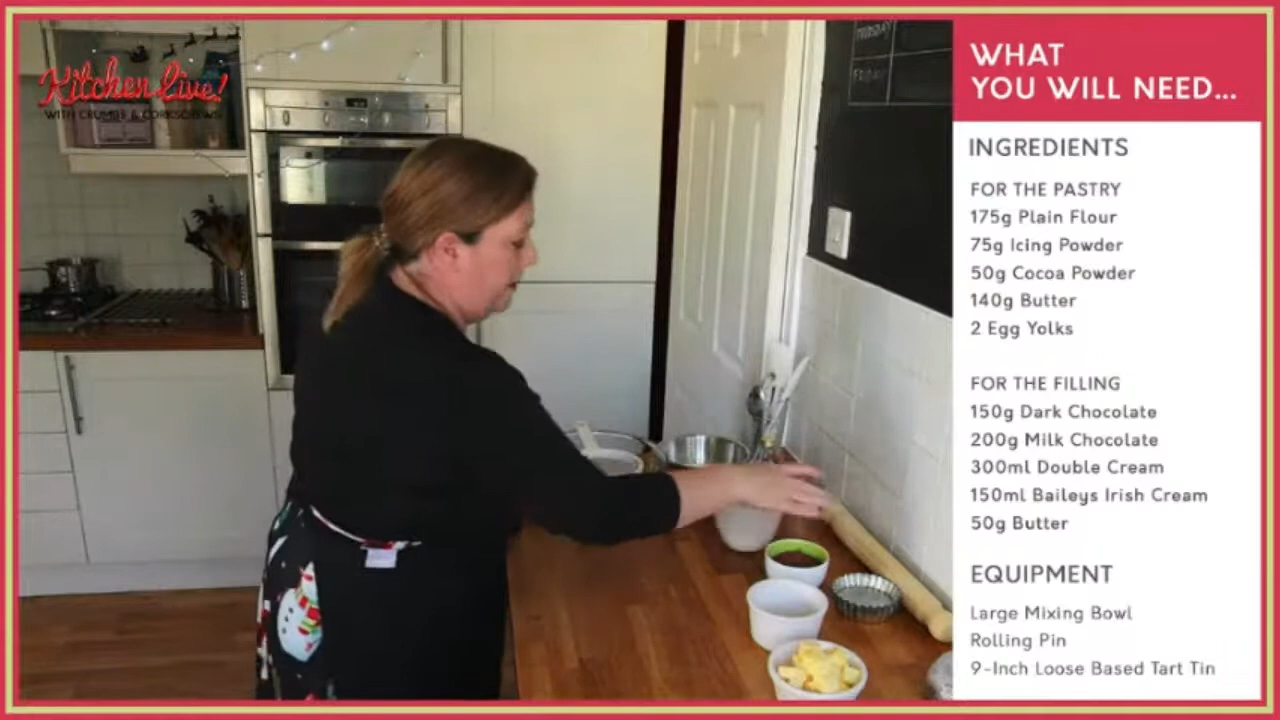 Kitchen Live!
WITH CRUMBS & CORKSCREWS
THURSDAY
FRIDAY
WHAT
YOU WILL NEED...
INGREDIENTS
FOR THE PASTRY
175g Plain Flour
75g Icing Powder
50g Cocoa Powder
140g Butter
2 Egg Yolks
FOR THE FILLING
150g Dark Chocolate
200g Milk Chocolate
300ml Double Cream
150ml Baileys Irish Cream
50g Butter
EQUIPMENT
Large Mixing Bowl
Rolling Pin
9-Inch Loose Based Tart Tin